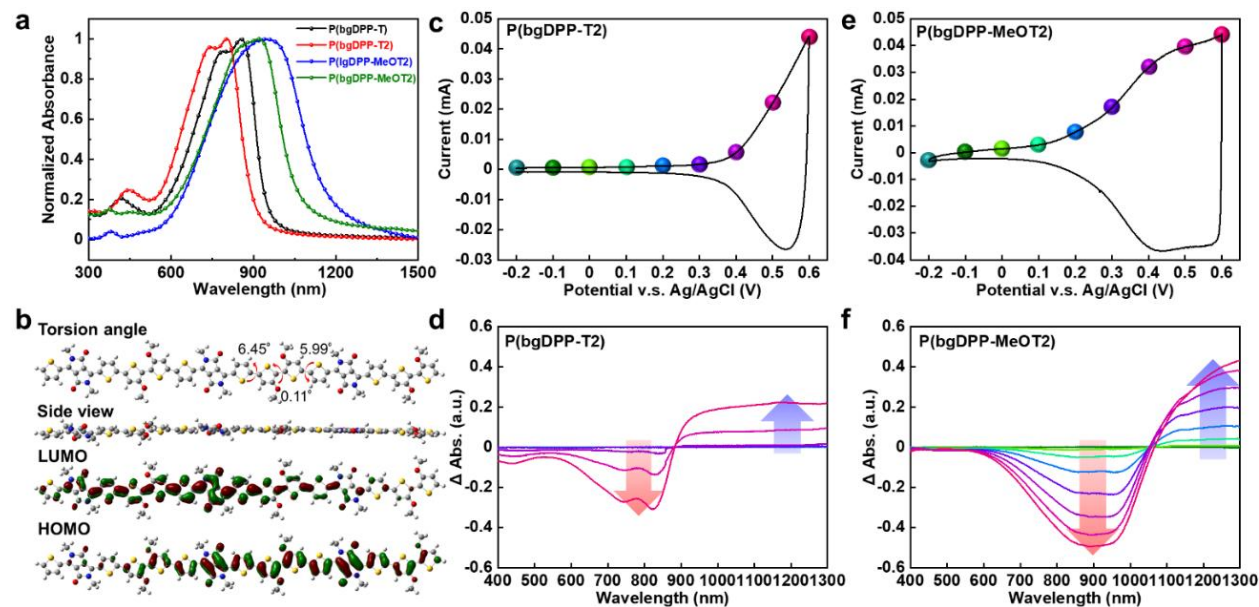 a
Normalized Absorbance
1
0.8
0.6
0.4
0.2
0
300 600 900 1200 1500
Wavelength (nm)
P(bgDPP-T)
P(bgDPP-T2)
P(lgDPP-MeOT2)
P(bgDPP-MeOT2)
b
Torsion angle
6.45° 5.99°
0.11°
Side view
LUMO
HOMO
c
P(bgDPP-T2)
Current (mA)
0.05
0.04
0.03
0.02
0.01
0
-0.01
-0.02
-0.03
-0.2 -0.1 0 0.1 0.2 0.3 0.4 0.5 0.6
Potential v.s. Ag/AgCl (V)
d
P(bgDPP-T2)
Δ Abs. (a.u.)
0.6
0.4
0.2
0
-0.2
-0.4
-0.6
400 500 600 700 800 900 1000 1100 1200 1300
Wavelength (nm)
e
P(bgDPP-MeOT2)
Current (mA)
0.05
0.04
0.03
0.02
0.01
0
-0.01
-0.02
-0.03
-0.04
-0.2 -0.1 0 0.1 0.2 0.3 0.4 0.5 0.6
Potential v.s. Ag/AgCl (V)
f
P(bgDPP-MeOT2)
Δ Abs. (a.u.)
0.6
0.4
0.2
0
-0.2
-0.4
-0.6
400 500 600 700 800 900 1000 1100 1200 1300
Wavelength (nm)